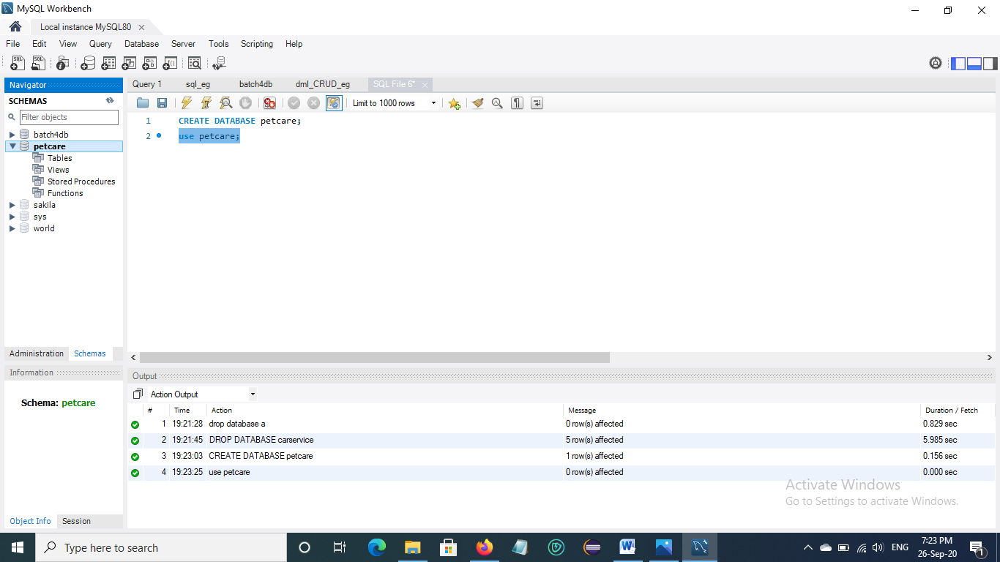 MySQL Workbench
Local instance MySQL80
File Edit View Query Database Server Tools Scripting Help
Navigator
SCHEMAS
Filter objects
batch4db
petcare
Tables
Views
Stored Procedures
Functions
sakila
sys
world
Administration Schemas
Information
Schema: petcare
Object Info Session
Query 1 sql_eg batch4db dml_CRUD_eg SQL File 6*
Limit to 1000 rows
1 CREATE DATABASE petcare;
2 use petcare;
Output
Action Output
# Time Action Message Duration / Fetch
1 19:21:28 drop database a 0 row(s) affected 0.829 sec
2 19:21:45 DROP DATABASE carservice 5 row(s) affected 5.985 sec
3 19:23:03 CREATE DATABASE petcare 1 row(s) affected 0.156 sec
4 19:23:25 use petcare 0 row(s) affected 0.000 sec
Activate Windows
Go to Settings to activate Windows.
Type here to search
ENG
7:23 PM
26-Sep-20
1